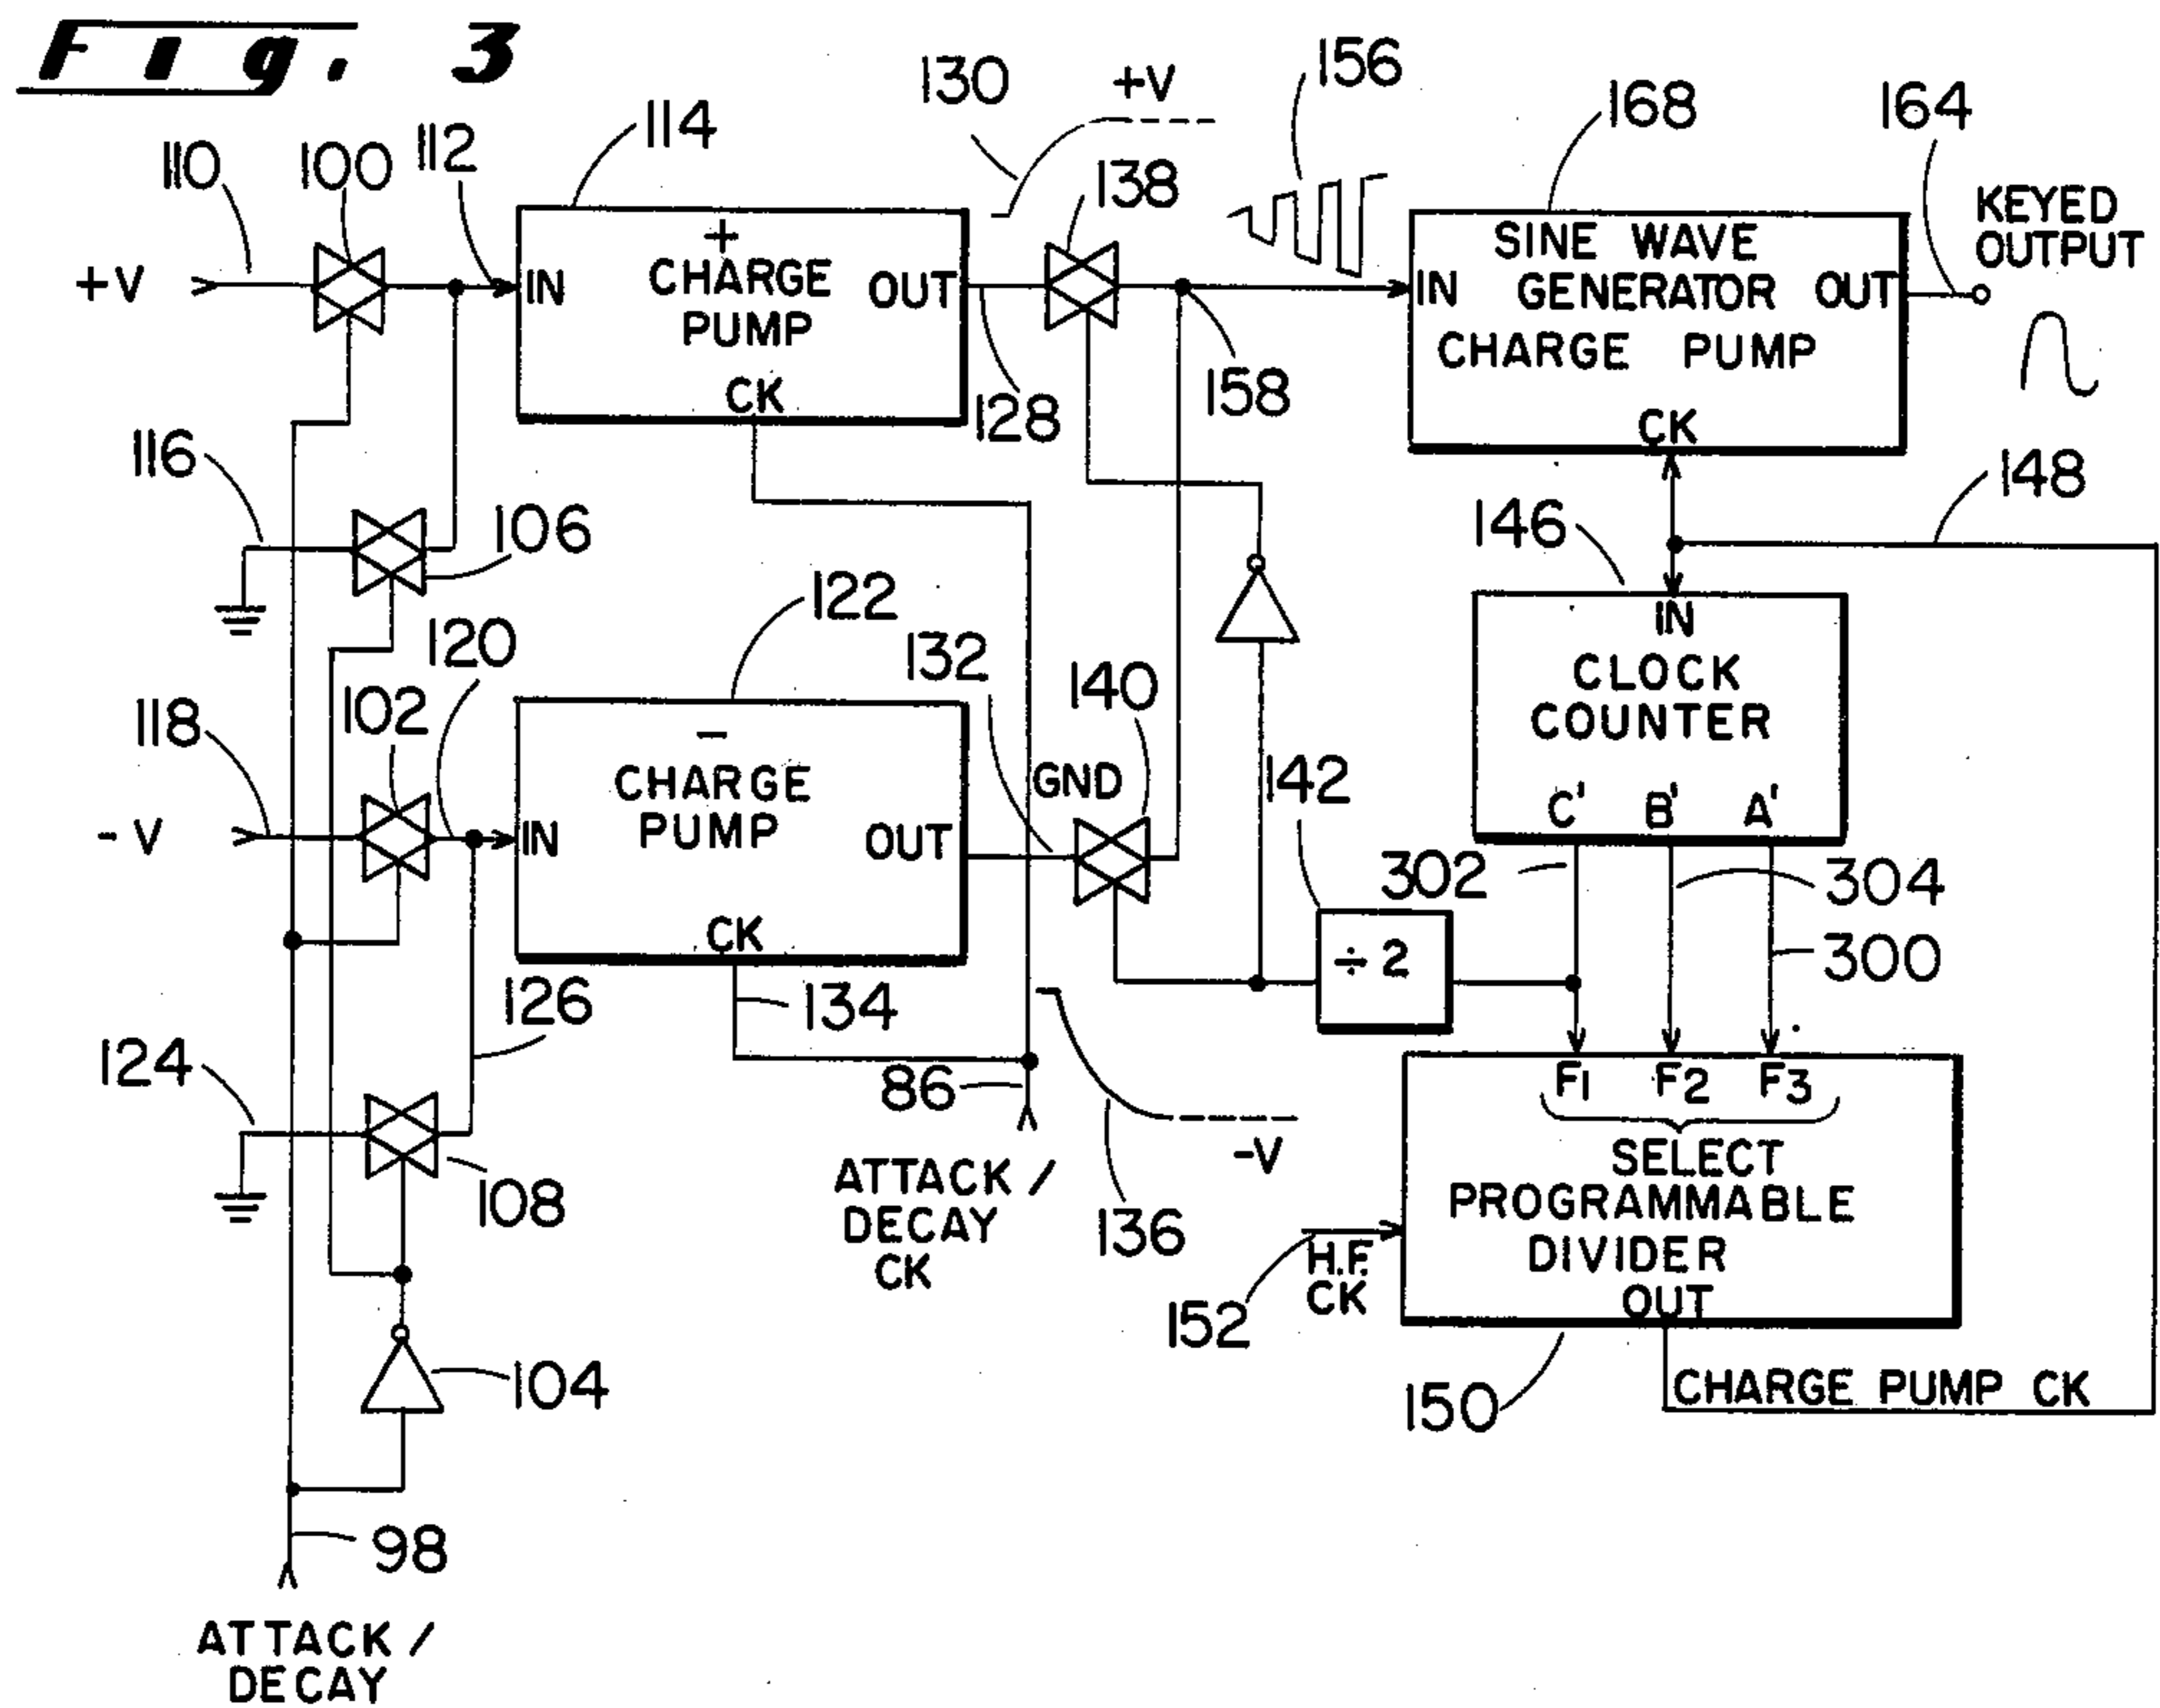 Fig. 3
130
+V
156
168
164
110
100
112
114
138
KEYED
OUTPUT
+V
IN
+
CHARGE
PUMP
OUT
CK
128
158
IN
SINE WAVE
GENERATOR
CHARGE PUMP
OUT
CK
116
106
146
148
120
122
132
140
142
IN
CLOCK
COUNTER
C' B' A'
118
102
- V
IN
-
CHARGE
PUMP
OUT
CK
GND
302
304
300
÷ 2
126
134
124
86
108
ATTACK /
DECAY
CK
136
-V
F1 F2 F3
SELECT
PROGRAMMABLE
DIVIDER
OUT
H.F.
CK
152
150
CHARGE PUMP CK
104
98
ATTACK /
DECAY